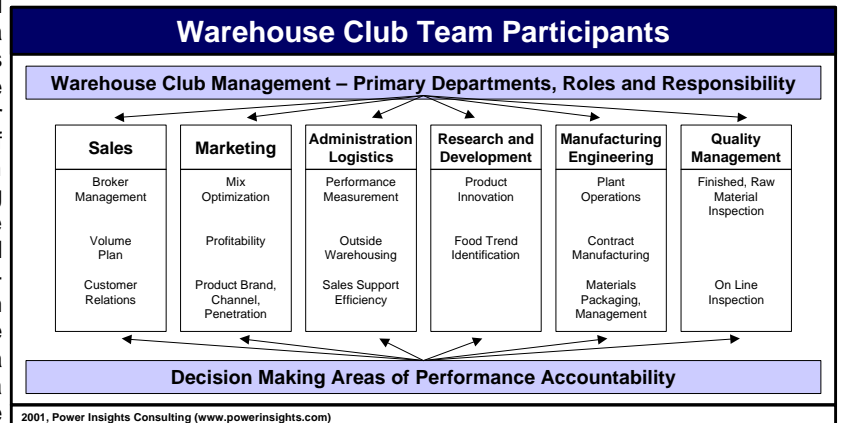 Warehouse Club Team Participants
Warehouse Club Management – Primary Departments, Roles and Responsibility
Sales
Broker
Management
Volume
Plan
Customer
Relations
Marketing
Mix
Optimization
Profitability
Product Brand,
Channel,
Penetration
Administration
Logistics
Performance
Measurement
Outside
Warehousing
Sales Support
Efficiency
Research and
Development
Product
Innovation
Food Trend
Identification
Manufacturing
Engineering
Plant
Operations
Contract
Manufacturing
Materials
Packaging,
Management
Quality
Management
Finished, Raw
Material
Inspection
On Line
Inspection
Decision Making Areas of Performance Accountability
2001, Power Insights Consulting (www.powerinsights.com)